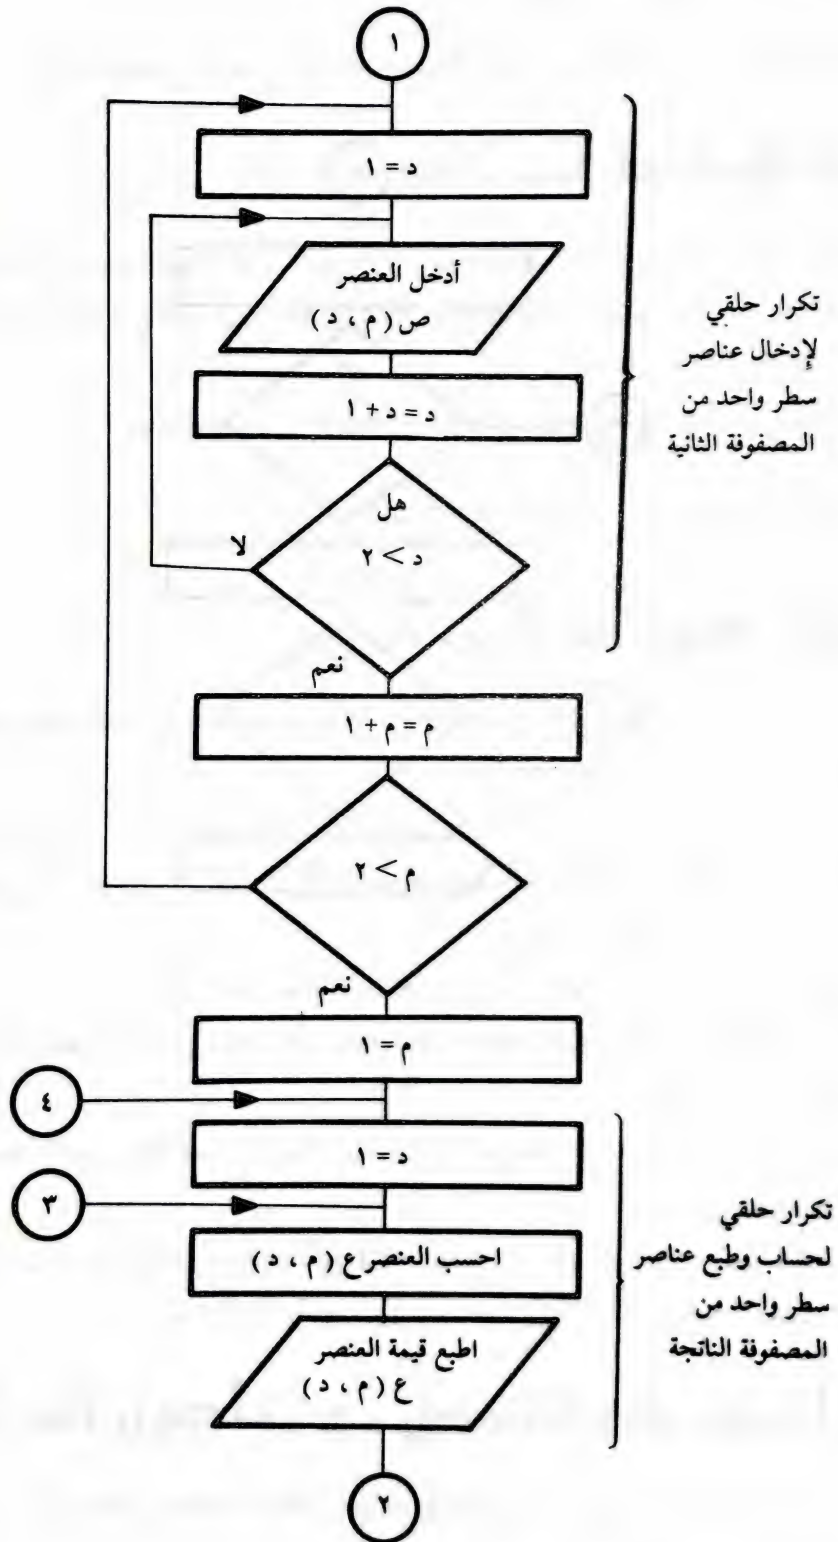 ١
د = ١
أدخل العنصر
ص (م ، د)
د = د + ١
تكرار حلقي
لإدخال عناصر
سطر واحد من
المصفوفة الثانية
هل
د > ٢
لا
نعم
م = م + ١
م > ٢
نعم
م = ١
٤
د = ١
٣
احسب العنصر ع (م ، د)
اطبع قيمة العنصر
ع (م ، د)
تكرار حلقي
لحساب وطبع عناصر
سطر واحد من
المصفوفة الناتجة
٢